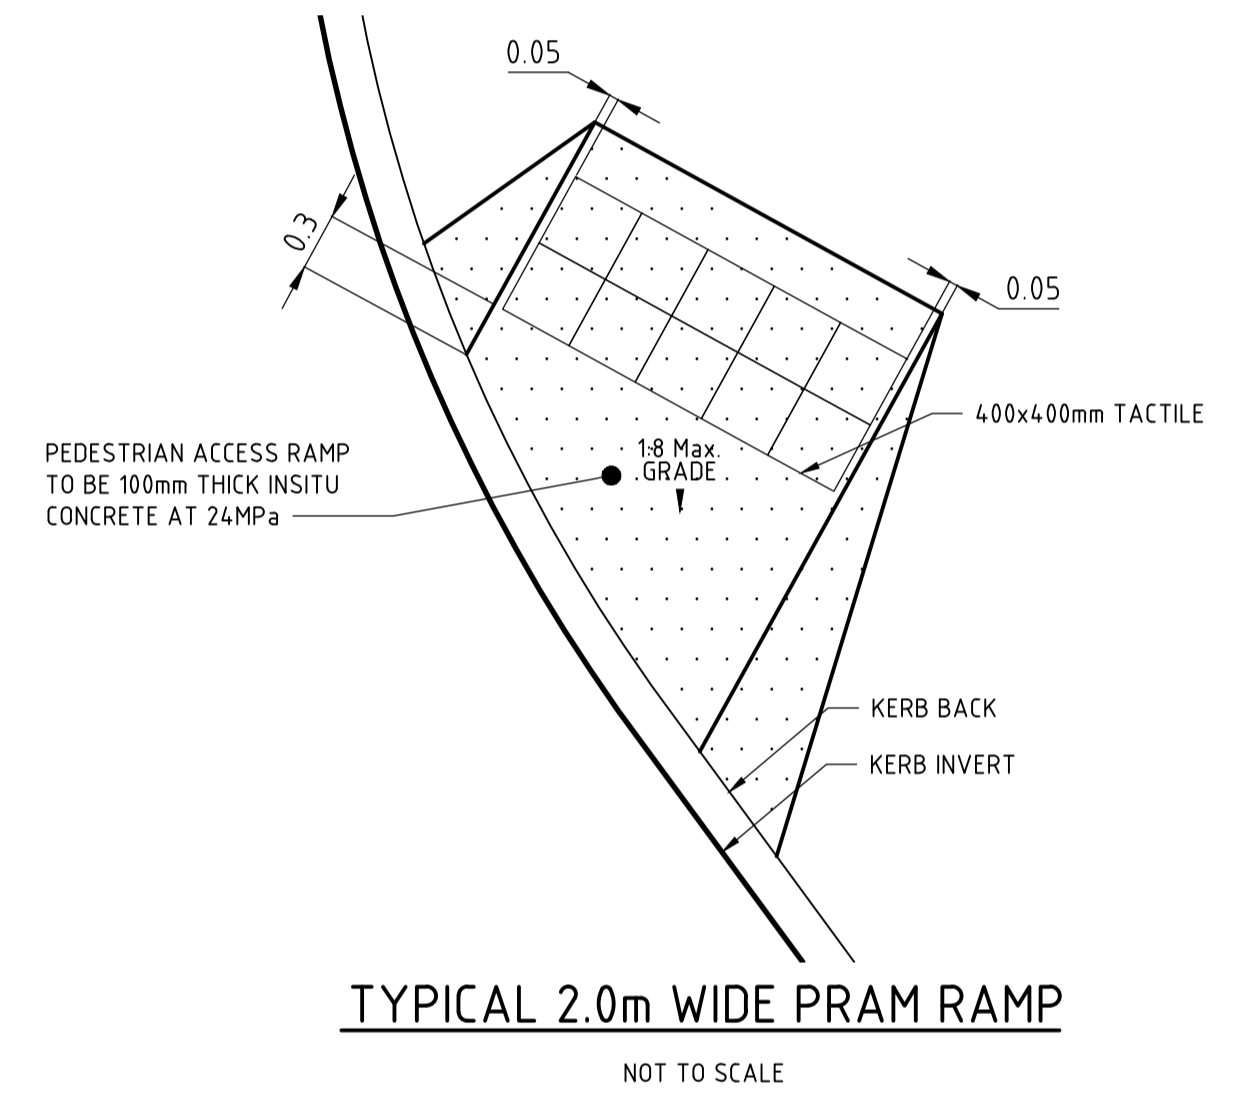 0.05
0.3
0.05
400x400mm TACTILE
PEDESTRIAN ACCESS RAMP
TO BE 100mm THICK INSITU
CONCRETE AT 24MPa
1:8 Max.
GRADE
KERB BACK
KERB INVERT
TYPICAL 2.0m WIDE PRAM RAMP
NOT TO SCALE